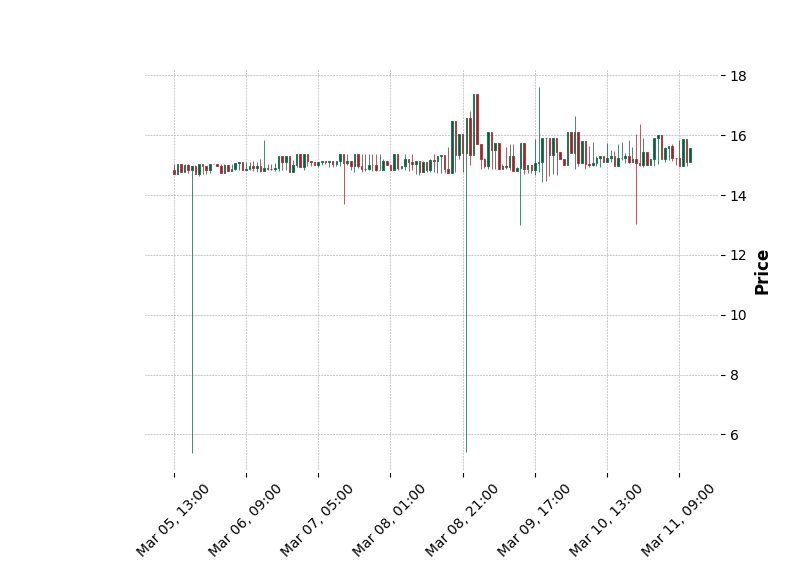 18
16
14
12
10
8
6
Price
Mar 05, 13:00
Mar 06, 09:00
Mar 07, 05:00
Mar 08, 01:00
Mar 08, 21:00
Mar 09, 17:00
Mar 10, 13:00
Mar 11, 09:00